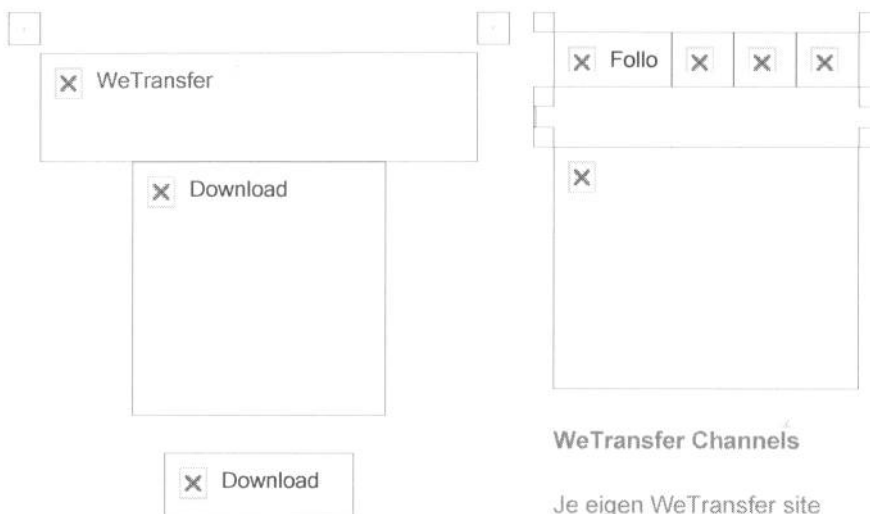 WeTransfer
Download
Download
Follo
WeTransfer Channels
Je eigen WeTransfer site